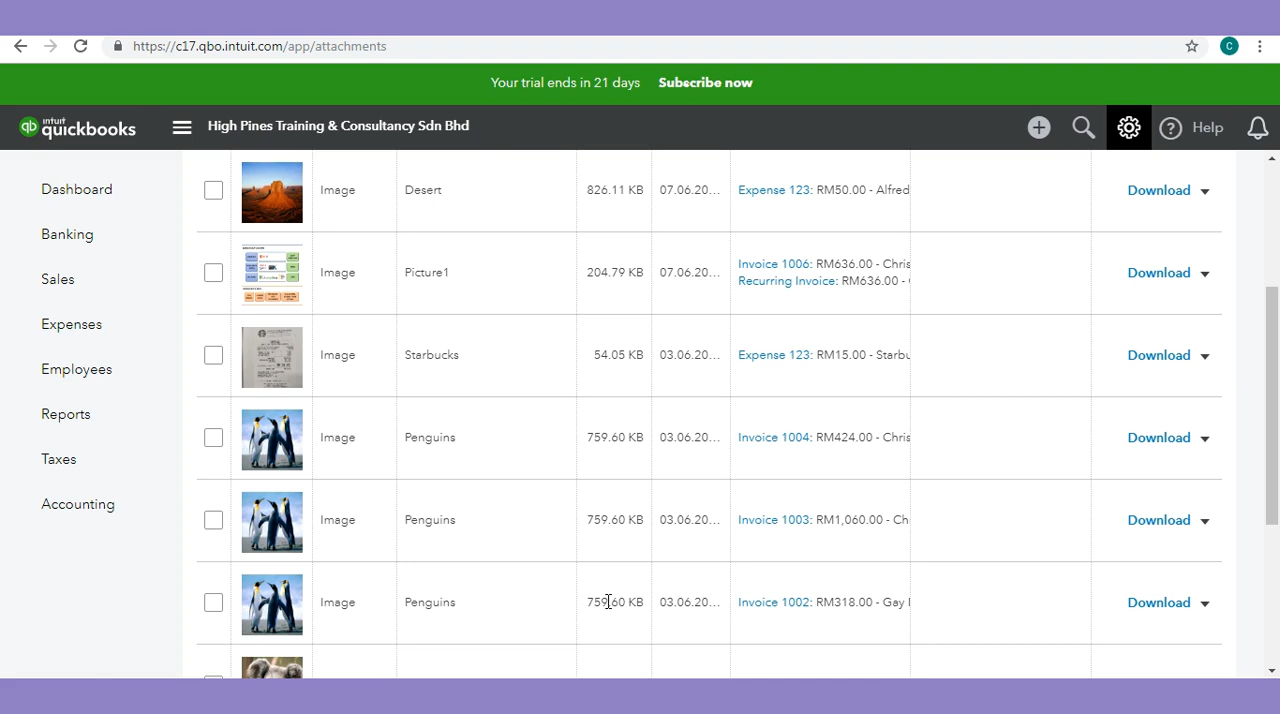 https://c17.qbo.intuit.com/app/attachments
C
Your trial ends in 21 days Subscribe now
qb intuit quickbooks
High Pines Training & Consultancy Sdn Bhd
? Help
Dashboard
Banking
Sales
Expenses
Employees
Reports
Taxes
Accounting
Image Desert 826.11 KB 07.06.20... Expense 123: RM50.00 - Alfred Download
Image Picture1 204.79 KB 07.06.20... Invoice 1006: RM636.00 - Chris Download
Recurring Invoice: RM636.00 -
Image Starbucks 54.05 KB 03.06.20... Expense 123: RM15.00 - Starbu Download
Image Penguins 759.60 KB 03.06.20... Invoice 1004: RM424.00 - Chris Download
Image Penguins 759.60 KB 03.06.20... Invoice 1003: RM1,060.00 - Ch Download
Image Penguins 759.60 KB 03.06.20... Invoice 1002: RM318.00 - Gay Download